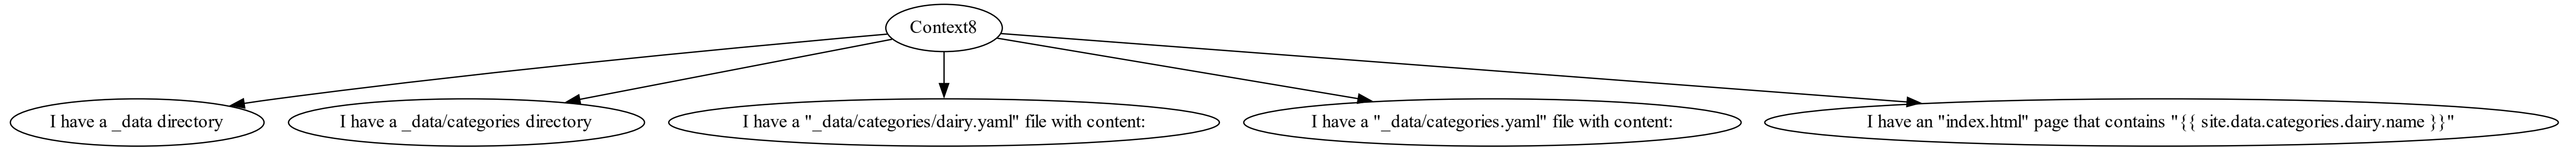 Context8
I have a _data directory
I have a _data/categories directory
I have a "_data/categories/dairy.yaml" file with content:
I have a "_data/categories.yaml" file with content:
I have an "index.html" page that contains "{{ site.data.categories.dairy.name }}"